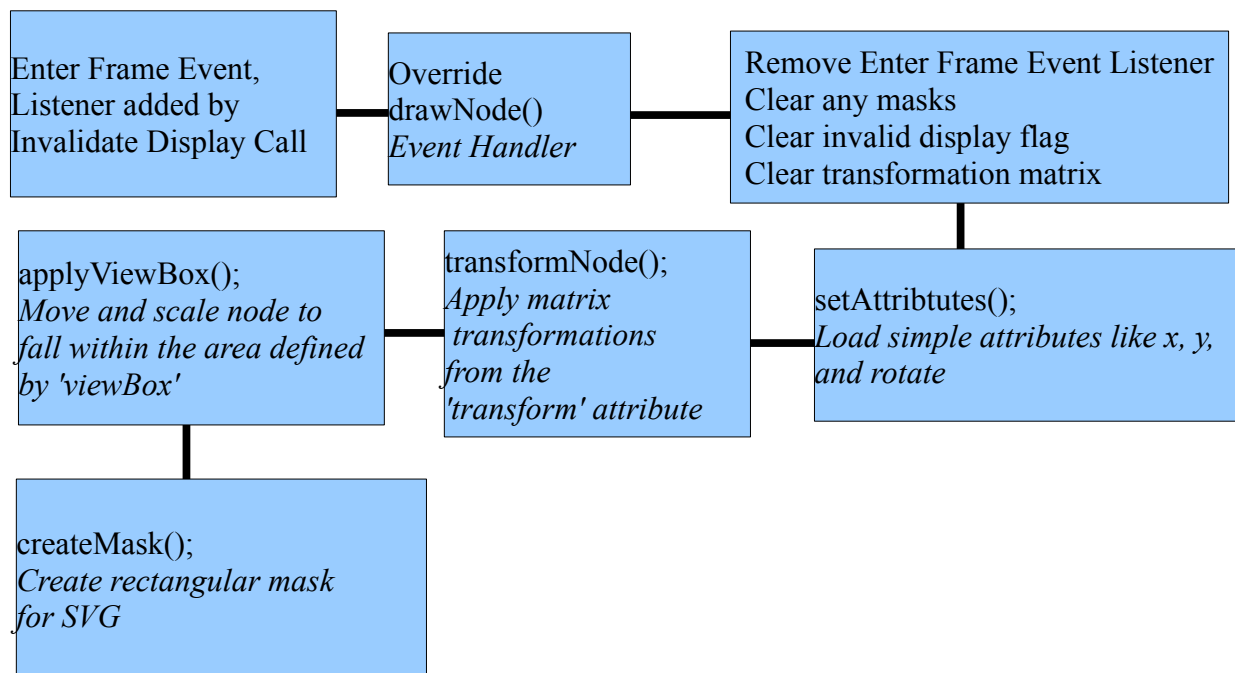 Enter Frame Event,
Listener added by
Invalidate Display Call
Override
drawNode()
Event Handler
Remove Enter Frame Event Listener
Clear any masks
Clear invalid display flag
Clear transformation matrix
setAttribtutes();
Load simple attributes like x, y,
and rotate
transformNode();
Apply matrix
transformations
from the
'transform' attribute
applyViewBox();
Move and scale node to
fall within the area defined
by 'viewBox'
createMask();
Create rectangular mask
for SVG